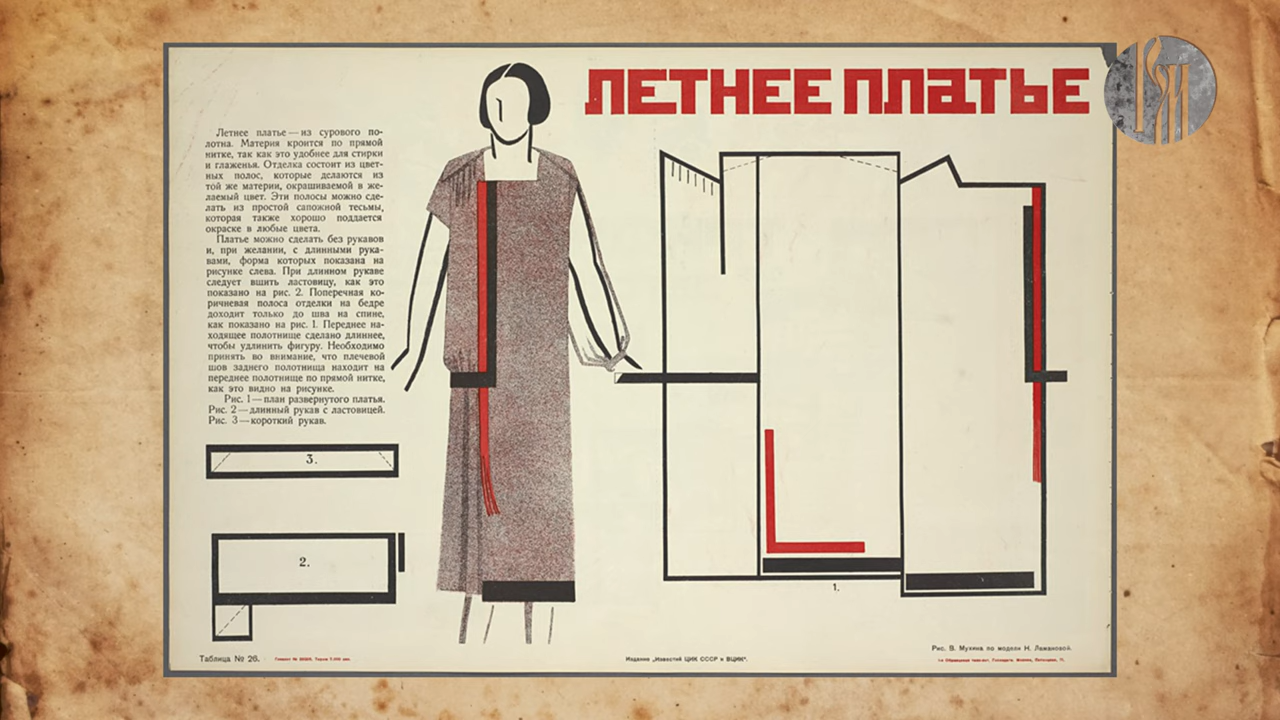 ЛЕТНЕЕ ПЛАТЬЕ
Летнее платье — из сурового по-
лотна. Материя кроится по прямой
нитке, так как это удобнее для стирки
и глаженья. Отделка состоит из цвет-
ных полос, которые делаются из
той же материи, окрашиваемой в же-
лаемый цвет. Эти полосы можно сде-
лать из простой сапожной тесьмы,
которая также хорошо поддается
окраске в любые цвета.
Платье можно сделать без рукавов
и, при желании, с длинными рука-
вами, форма которых показана на
рисунке слева. При длинном рукаве
следует вшить ластовицу, как это
показано на рис. 2. Поперечная ко-
ричневая полоса отделки на бедре
доходит только до шва на спине,
как показано на рис. 1. Переднее на-
ходящее полотнище сделано длиннее,
чтобы удлинить фигуру. Необходимо
принять во внимание, что плечевой
шов заднего полотнища находит на
переднее полотнище по прямой нитке,
как это видно на рисунке.
Рис. 1 — план развернутого платья.
Рис. 2 — длинный рукав с ластовицей.
Рис. 3 — короткий рукав.
3.
2.
1.
Рис. В. Мухина по модели Н. Ламановой.
Таблица № 26.
Издание „Известий ЦИК СССР и ВЦИК“.